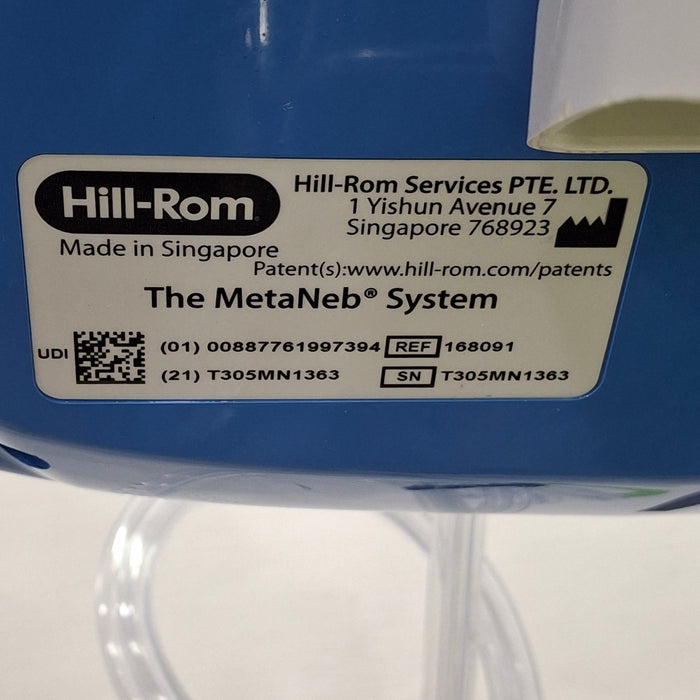 Hill-Rom
Hill-Rom Services PTE. LTD.
1 Yishun Avenue 7
Singapore 768923
Made in Singapore
Patent(s):www.hill-rom.com/patents
The MetaNeb® System
UDI
(01) 00887761997394 REF 168091
(21) T305MN1363 SN T305MN1363